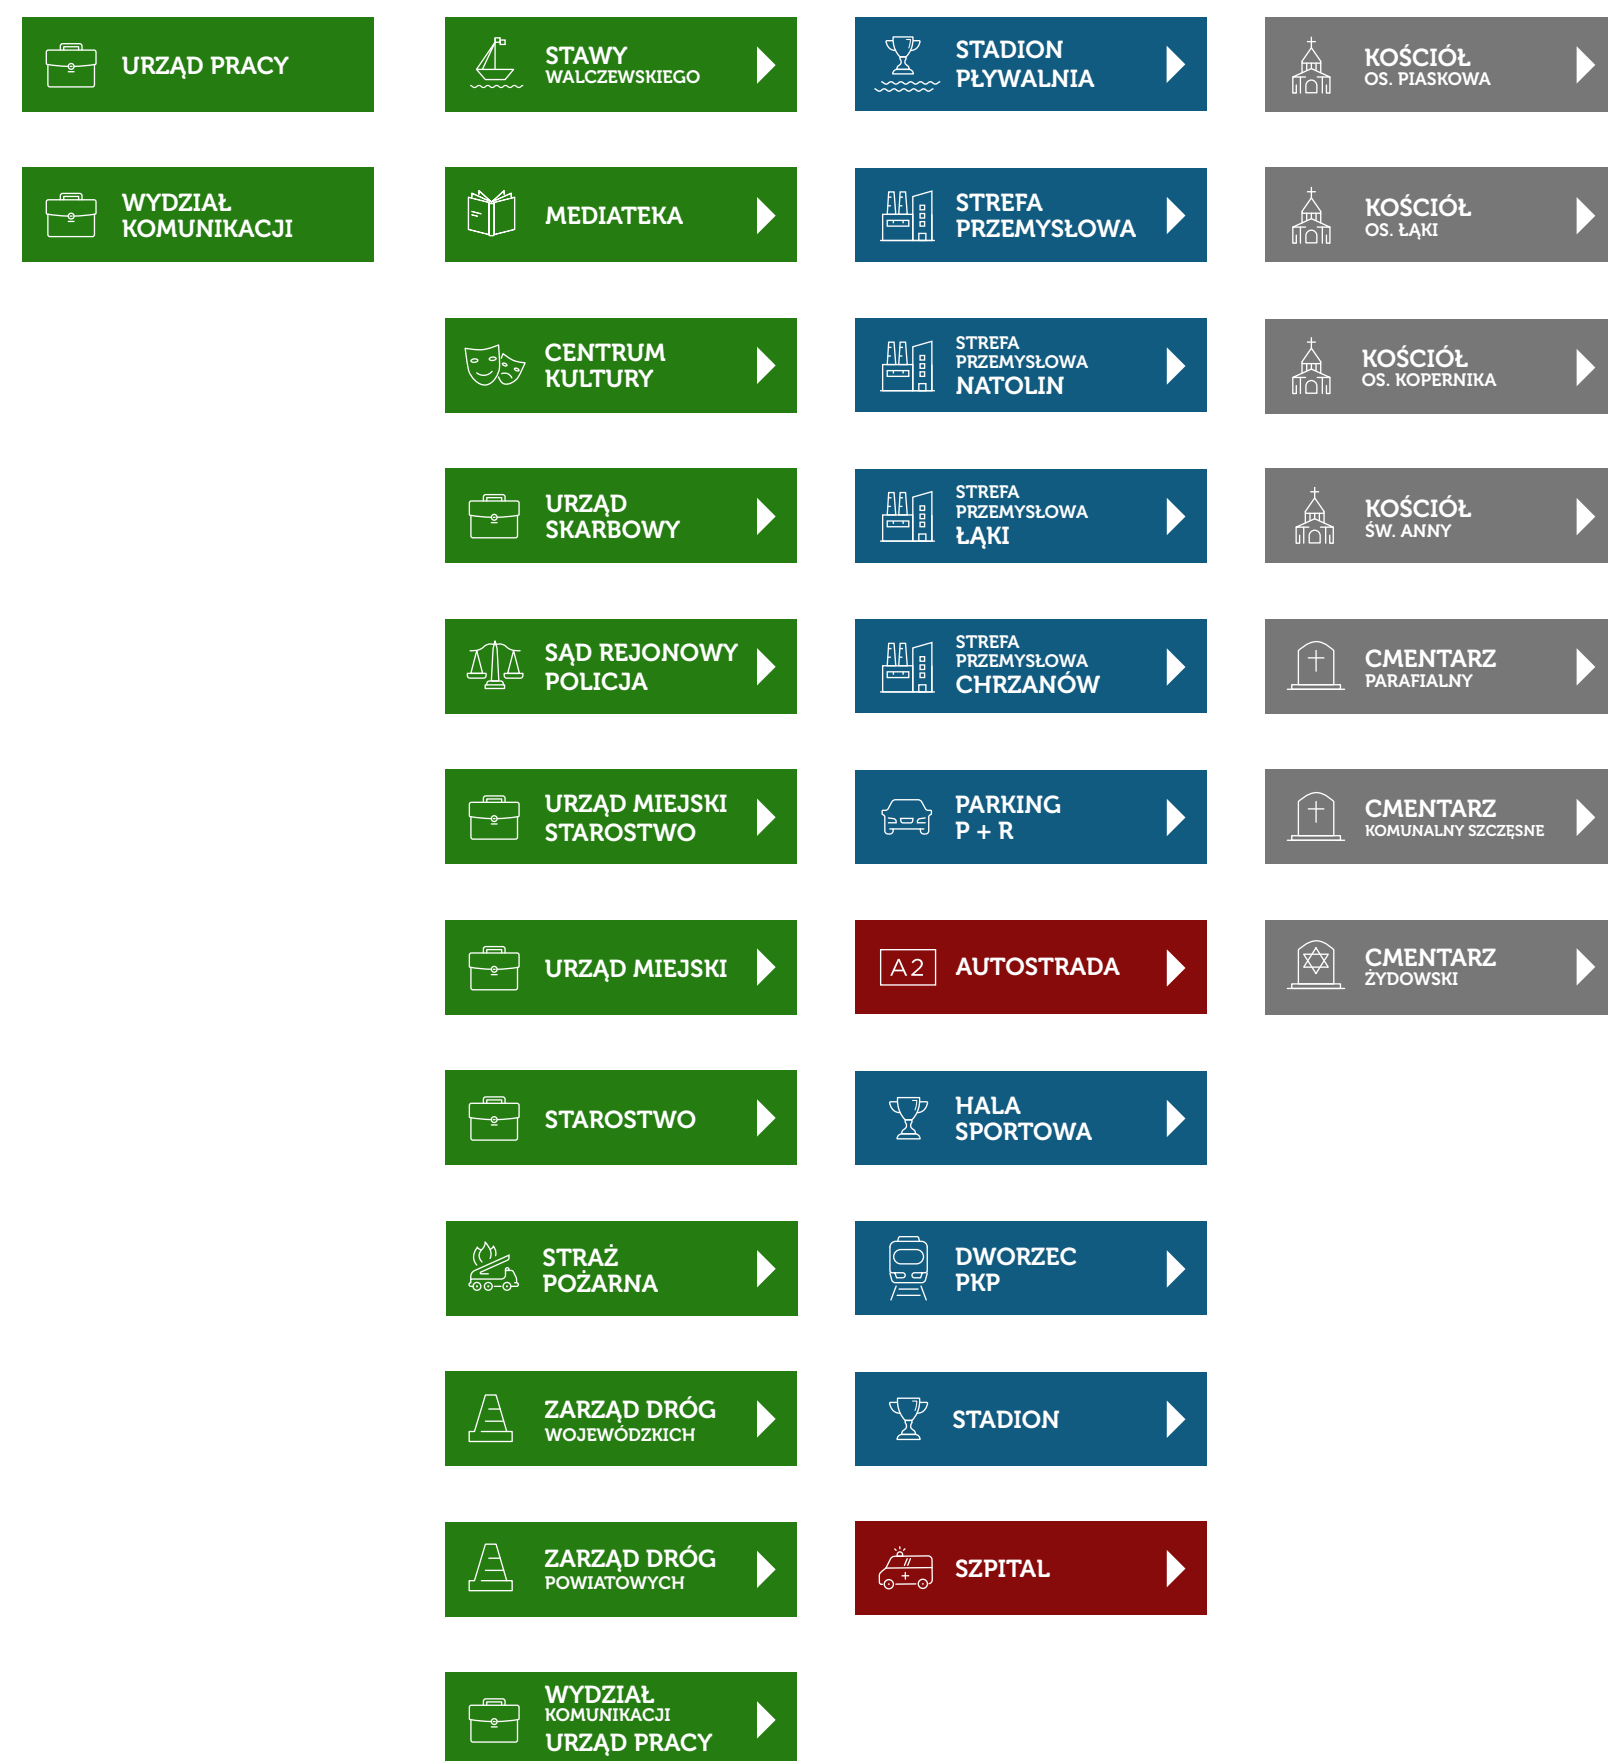 URZĄD PRACY
WYDZIAŁ
KOMUNIKACJI
STAWY
WALCZEWSKIEGO
MEDIATEKA
CENTRUM
KULTURY
URZĄD
SKARBOWY
SĄD REJONOWY
POLICJA
URZĄD MIEJSKI
STAROSTWO
URZĄD MIEJSKI
STAROSTWO
STRAŻ
POŻARNA
ZARZĄD DRÓG
WOJEWÓDZKICH
ZARZĄD DRÓG
POWIATOWYCH
WYDZIAŁ
KOMUNIKACJI
URZĄD PRACY
STADION
PŁYWALNIA
STREFA
PRZEMYSŁOWA
STREFA
PRZEMYSŁOWA
NATOLIN
STREFA
PRZEMYSŁOWA
ŁĄKI
STREFA
PRZEMYSŁOWA
CHRZANÓW
PARKING
P + R
A2 AUTOSTRADA
HALA
SPORTOWA
DWORZEC
PKP
STADION
SZPITAL
KOŚCIÓŁ
OS. PIASKOWA
KOŚCIÓŁ
OS. ŁĄKI
KOŚCIÓŁ
OS. KOPERNIKA
KOŚCIÓŁ
ŚW. ANNY
CMENTARZ
PARAFIALNY
CMENTARZ
KOMUNALNY SZCZĘSNE
CMENTARZ
ŻYDOWSKI